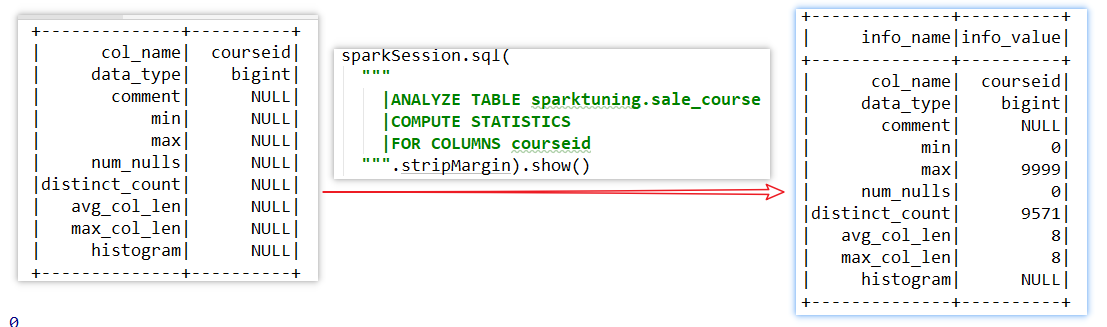 +--------------+----------+
|      col_name|  courseid|
|     data_type|    bigint|
|       comment|      NULL|
|           min|      NULL|
|           max|      NULL|
|     num_nulls|      NULL|
|distinct_count|      NULL|
|   avg_col_len|      NULL|
|   max_col_len|      NULL|
|     histogram|      NULL|
+--------------+----------+
sparkSession.sql(
"""
|ANALYZE TABLE sparktuning.sale_course
|COMPUTE STATISTICS
|FOR COLUMNS courseid
""".stripMargin).show()
+--------------+----------+
|     info_name|info_value|
+--------------+----------+
|      col_name|  courseid|
|     data_type|    bigint|
|       comment|      NULL|
|           min|         0|
|           max|      9999|
|     num_nulls|         0|
|distinct_count|      9571|
|   avg_col_len|         8|
|   max_col_len|         8|
|     histogram|      NULL|
+--------------+----------+
0